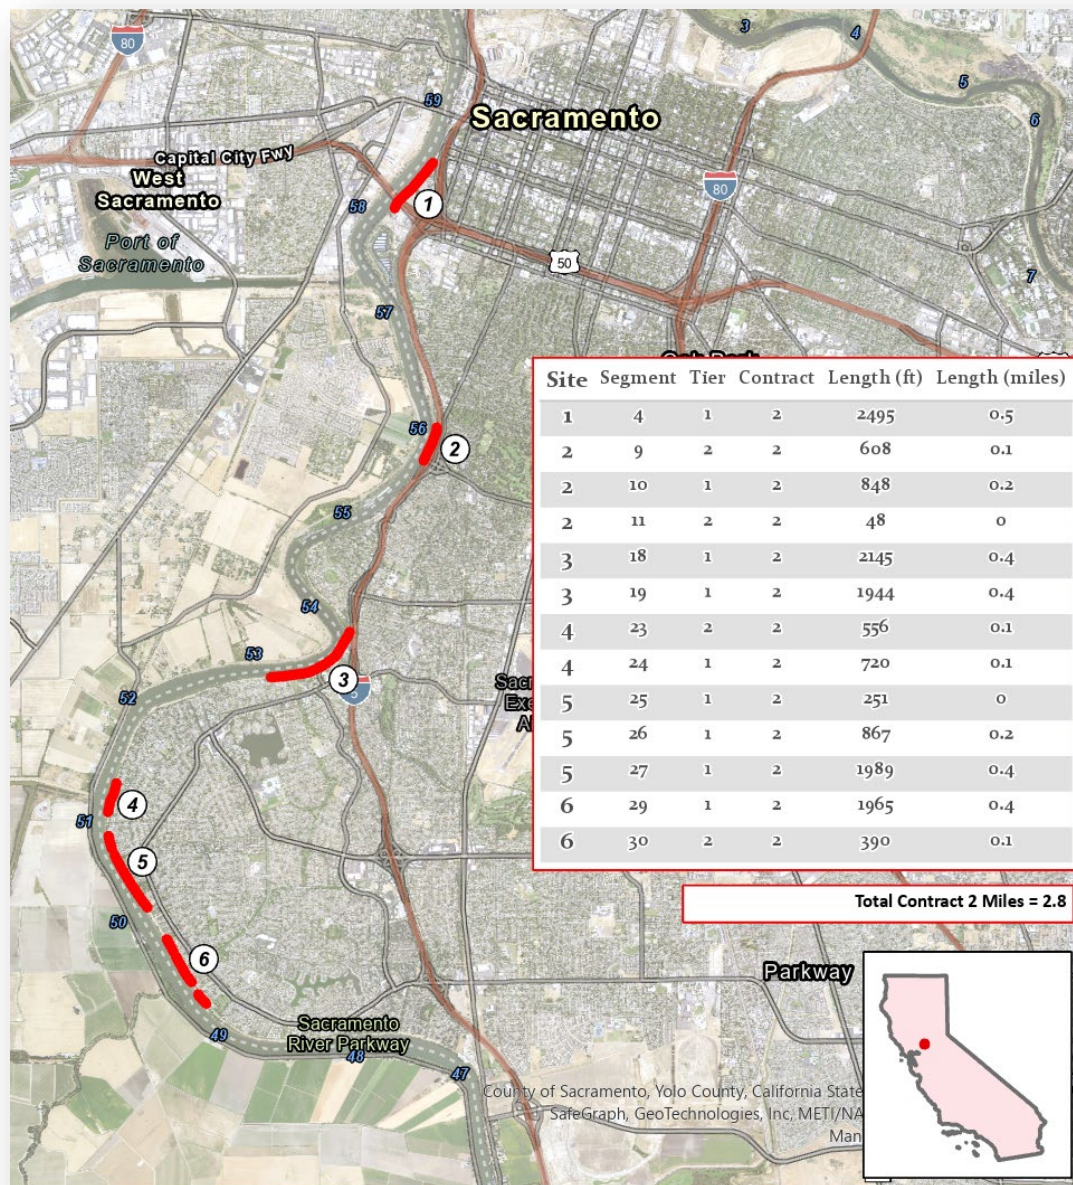 80
3
4
5
6
7
59
Sacramento
Capital City Fwy
West
Sacramento
80
58
1
Port of
Sacramento
50
57
56
2
55
54
53
3
5
52
4
51
5
50
6
49
48
47
Site Segment Tier Contract Length (ft) Length (miles)
1 4 1 2 2495 0.5
2 9 2 2 608 0.1
2 10 1 2 848 0.2
2 11 2 2 48 0
3 18 1 2 2145 0.4
3 19 1 2 1944 0.4
4 23 2 2 556 0.1
4 24 1 2 720 0.1
5 25 1 2 251 0
5 26 1 2 867 0.2
5 27 1 2 1989 0.4
6 29 1 2 1965 0.4
6 30 2 2 390 0.1
Total Contract 2 Miles = 2.8
Parkway
Sacramento
River Parkway
County of Sacramento, Yolo County, California State
SafeGraph, GeoTechnologies, Inc, METI/NA
Man